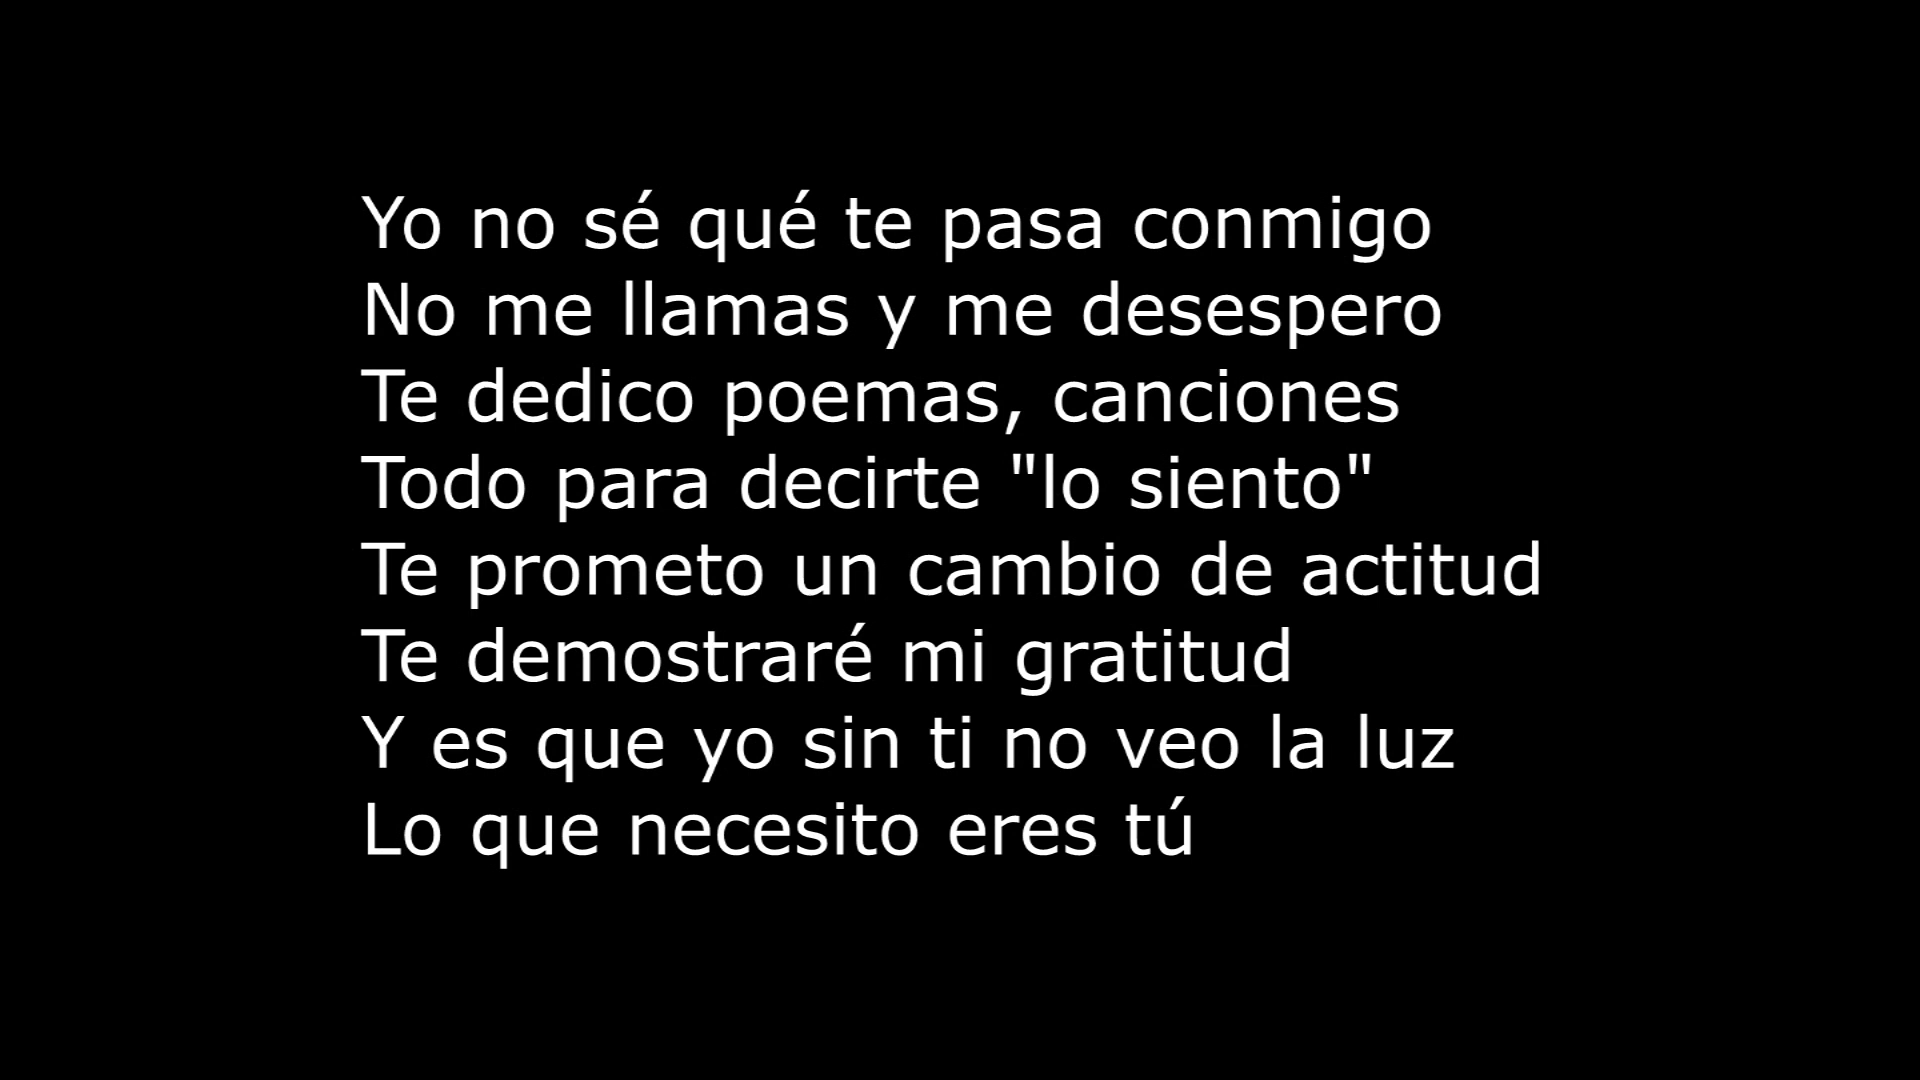 Yo no sé qué te pasa conmigo
No me llamas y me desespero
Te dedico poemas, canciones
Todo para decirte "lo siento"
Te prometo un cambio de actitud
Te demostraré mi gratitud
Y es que yo sin ti no veo la luz
Lo que necesito eres tú